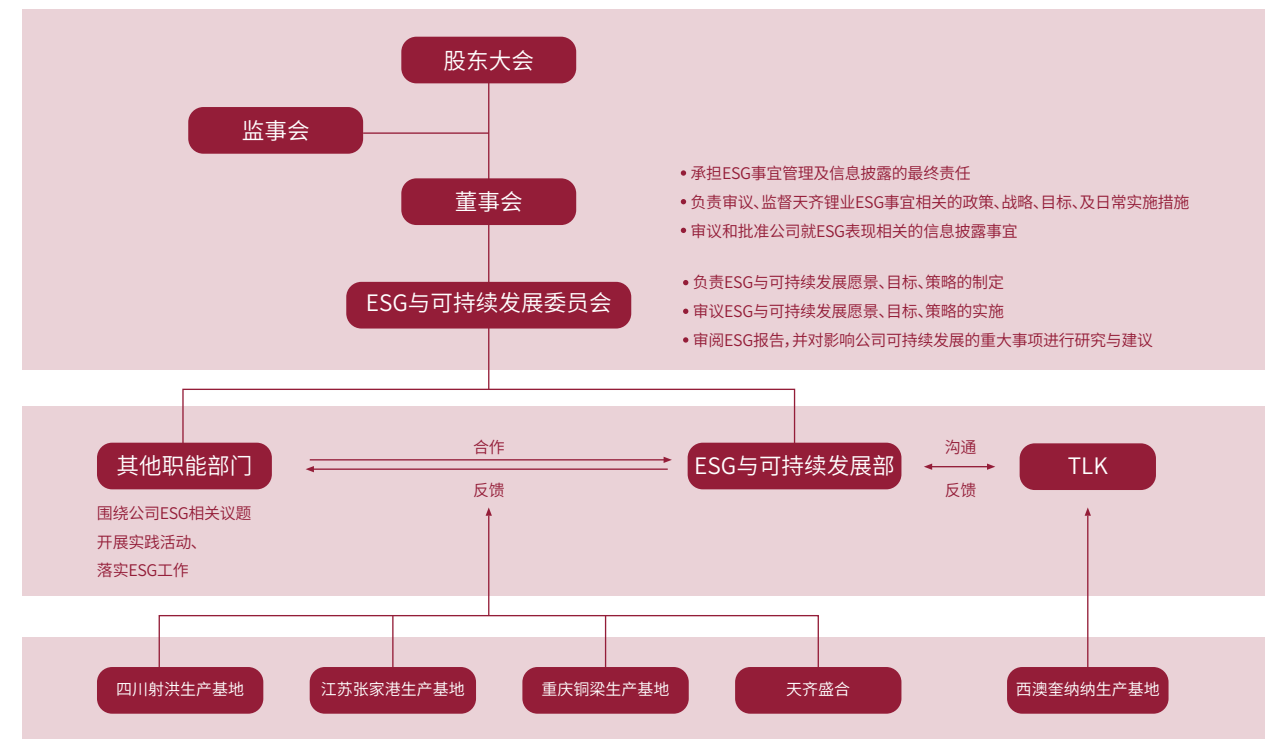 股东大会
监事会
董事会
• 承担ESG事宜管理及信息披露的最终责任
• 负责审议、监督天齐锂业ESG事宜相关的政策、战略、目标、及日常实施措施
• 审议和批准公司就ESG表现相关的信息披露事宜
ESG与可持续发展委员会
• 负责ESG与可持续发展愿景、目标、策略的制定
• 审议ESG与可持续发展愿景、目标、策略的实施
• 审阅ESG报告，并对影响公司可持续发展的重大事项进行研究与建议
其他职能部门
合作
反馈
ESG与可持续发展部
沟通
反馈
TLK
围绕公司ESG相关议题
开展实践活动、
落实ESG工作
四川射洪生产基地
江苏张家港生产基地
重庆铜梁生产基地
天齐盛合
西澳奎纳纳生产基地